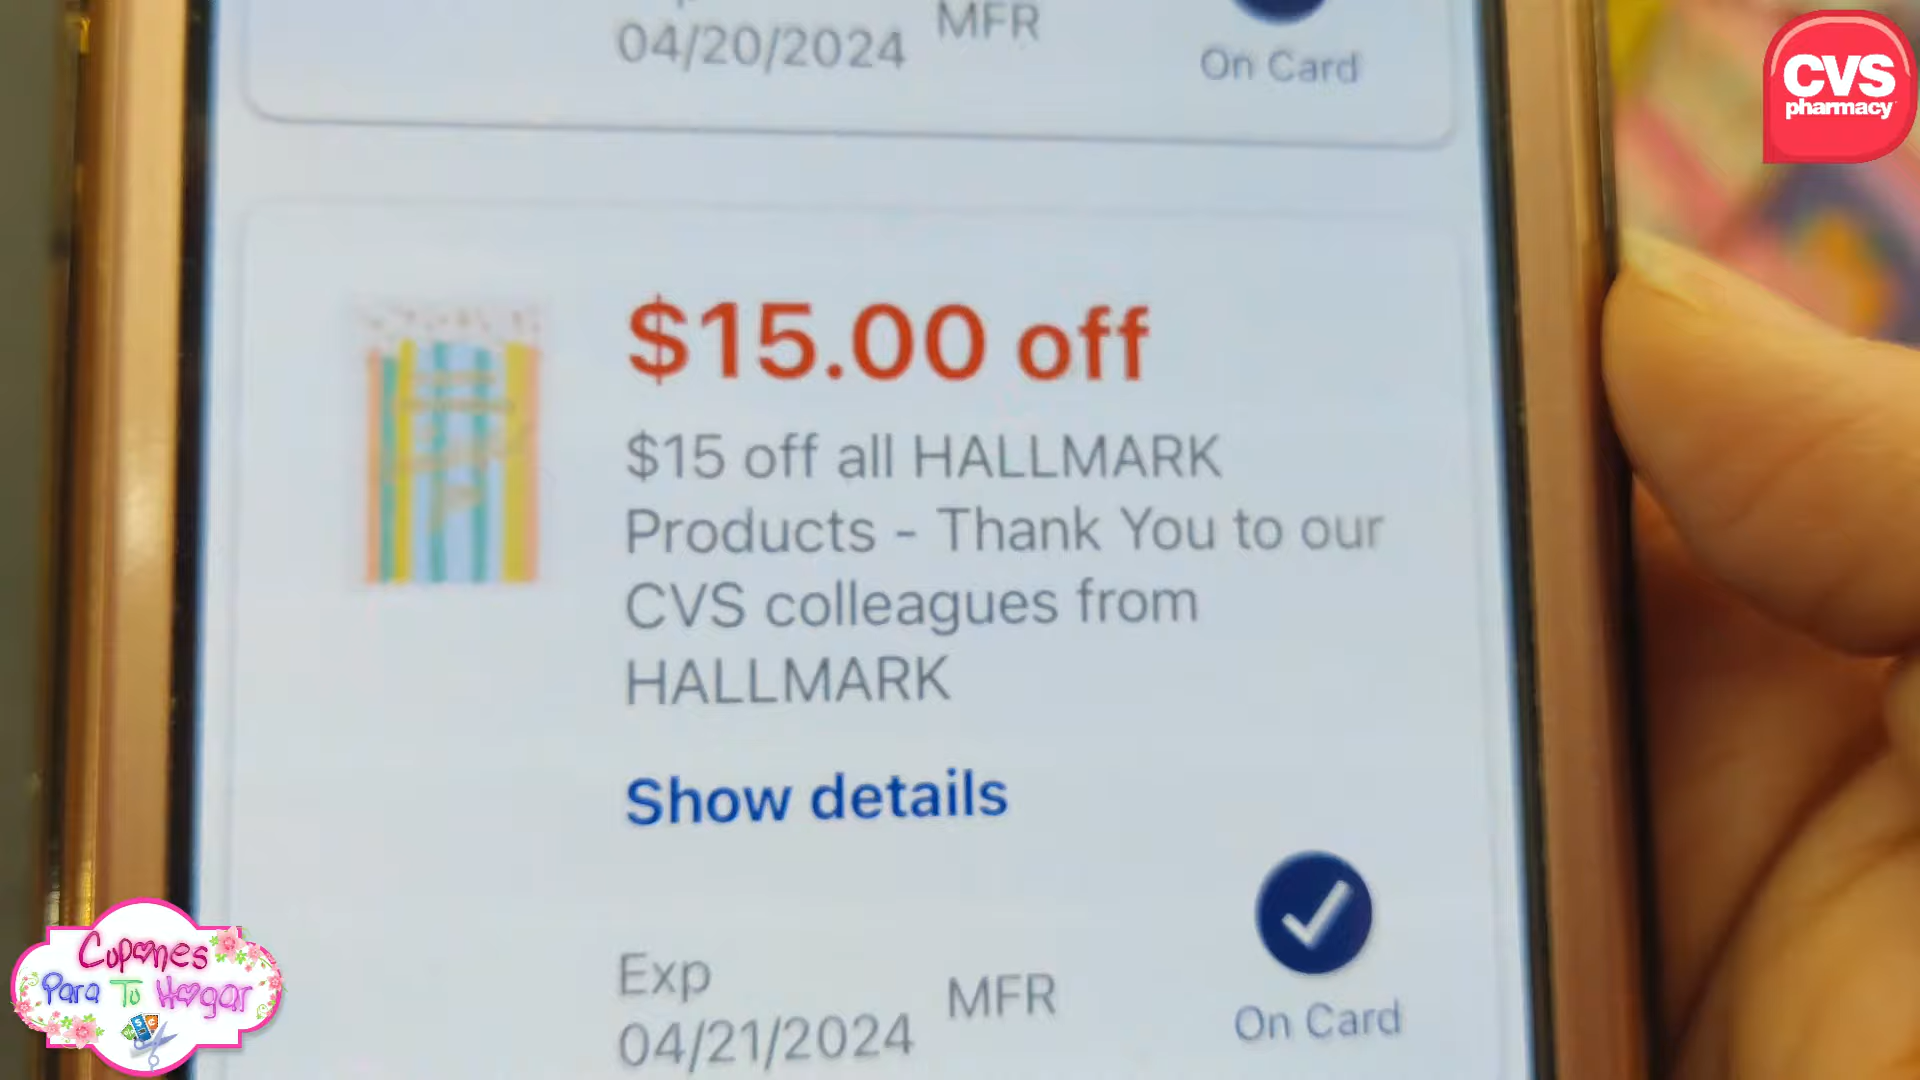 04/20/2024
MFR
On Card
CVS
pharmacy
$15.00 off
$15 off all HALLMARK
Products - Thank You to our
CVS colleagues from
HALLMARK
Show details
Exp
04/21/2024
MFR
On Card
Cupones
Para Tu Hogar